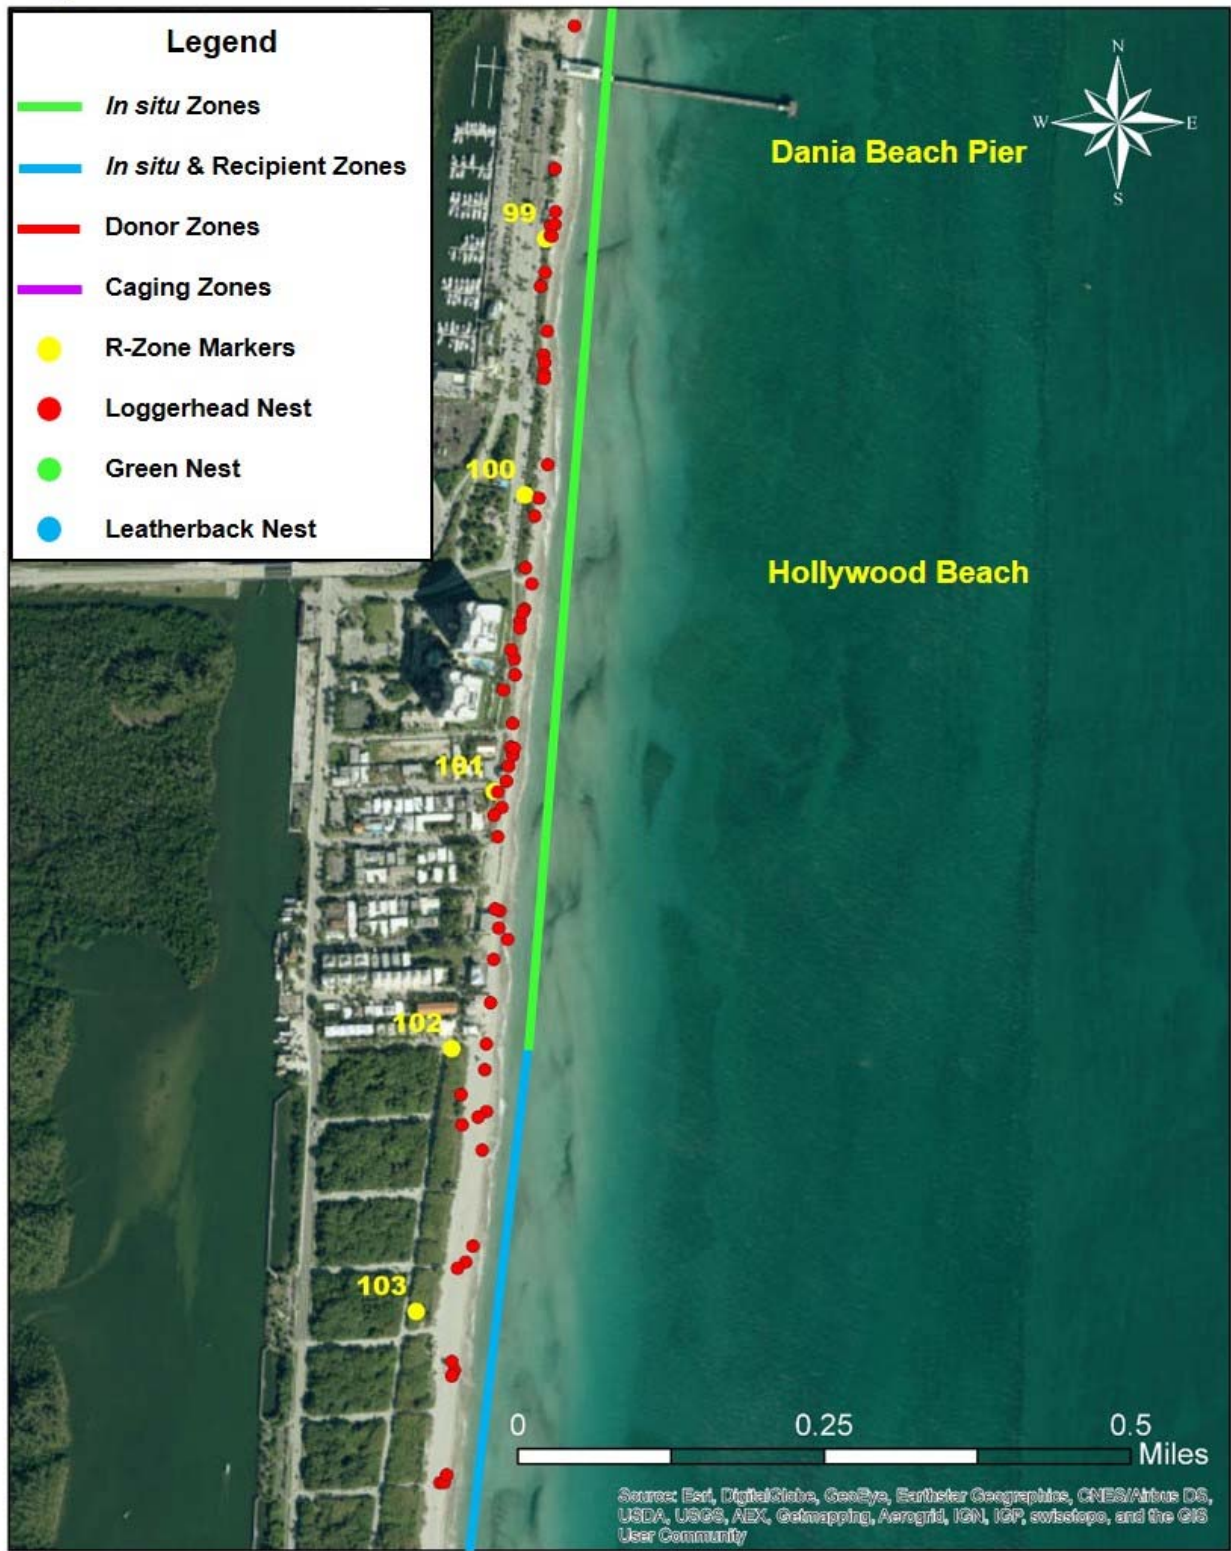 Legend
In situ Zones
In situ & Recipient Zones
Donor Zones
Caging Zones
R-Zone Markers
Loggerhead Nest
Green Nest
Leatherback Nest
N
W
E
S
Dania Beach Pier
99
100
Hollywood Beach
101
102
103
0 0.25 0.5
Miles
Source: Esri, DigitalGlobe, GeoEye, Earthstar Geographics, CNES/Airbus DS,
USDA, USGS, AEX, Getmapping, Aerogrid, IGN, IGP, swisstopo, and the GIS
User Community